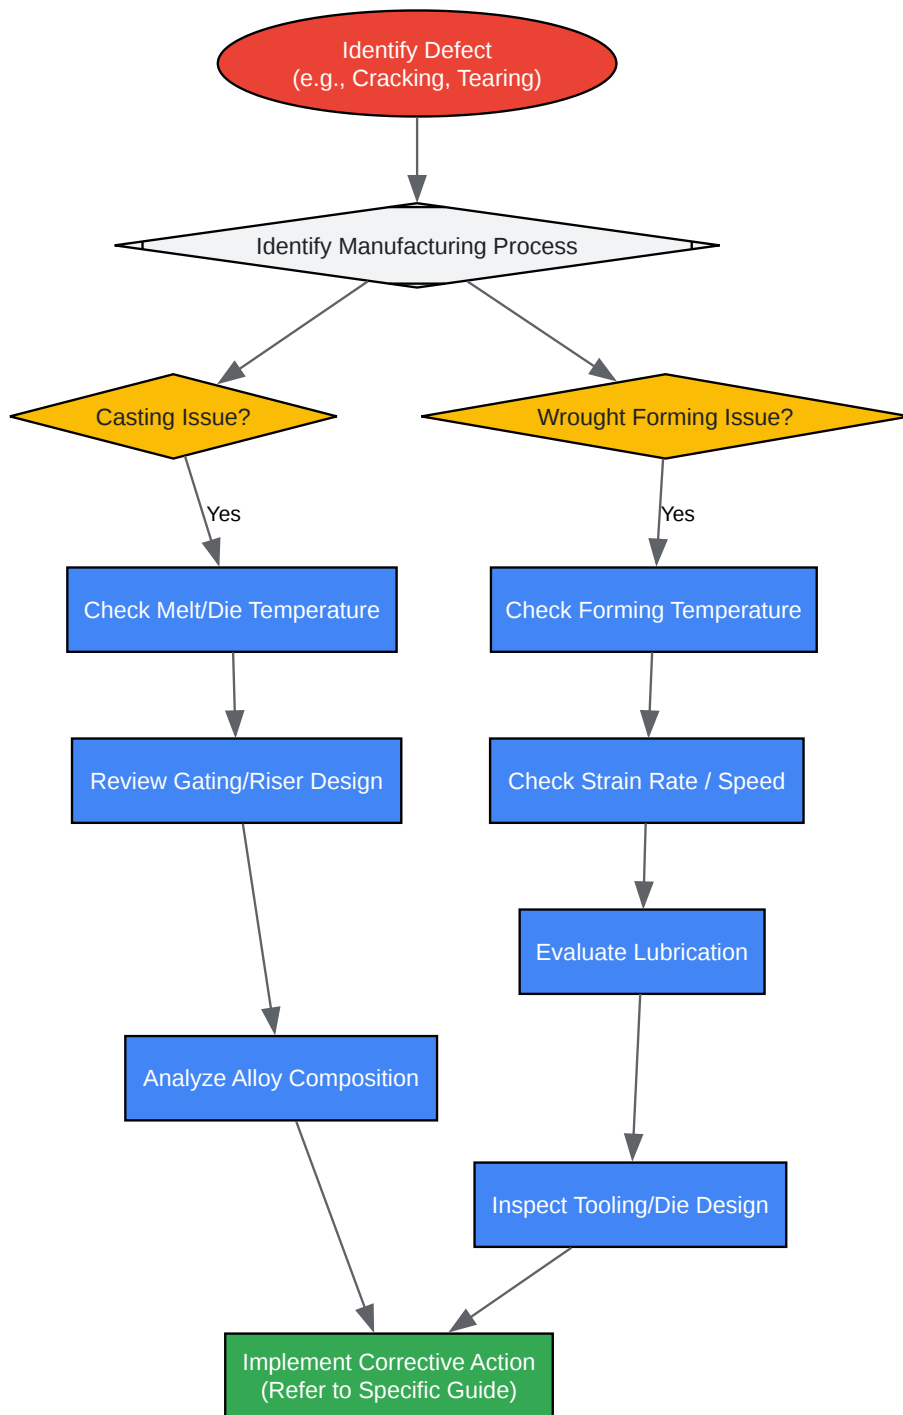 Identify Defect
(e.g., Cracking, Tearing)
Identify Manufacturing Process
Casting Issue?
Wrought Forming Issue?
Yes
Yes
Check Melt/Die Temperature
Check Forming Temperature
Review Gating/Riser Design
Check Strain Rate / Speed
Evaluate Lubrication
Analyze Alloy Composition
Inspect Tooling/Die Design
Implement Corrective Action
(Refer to Specific Guide)